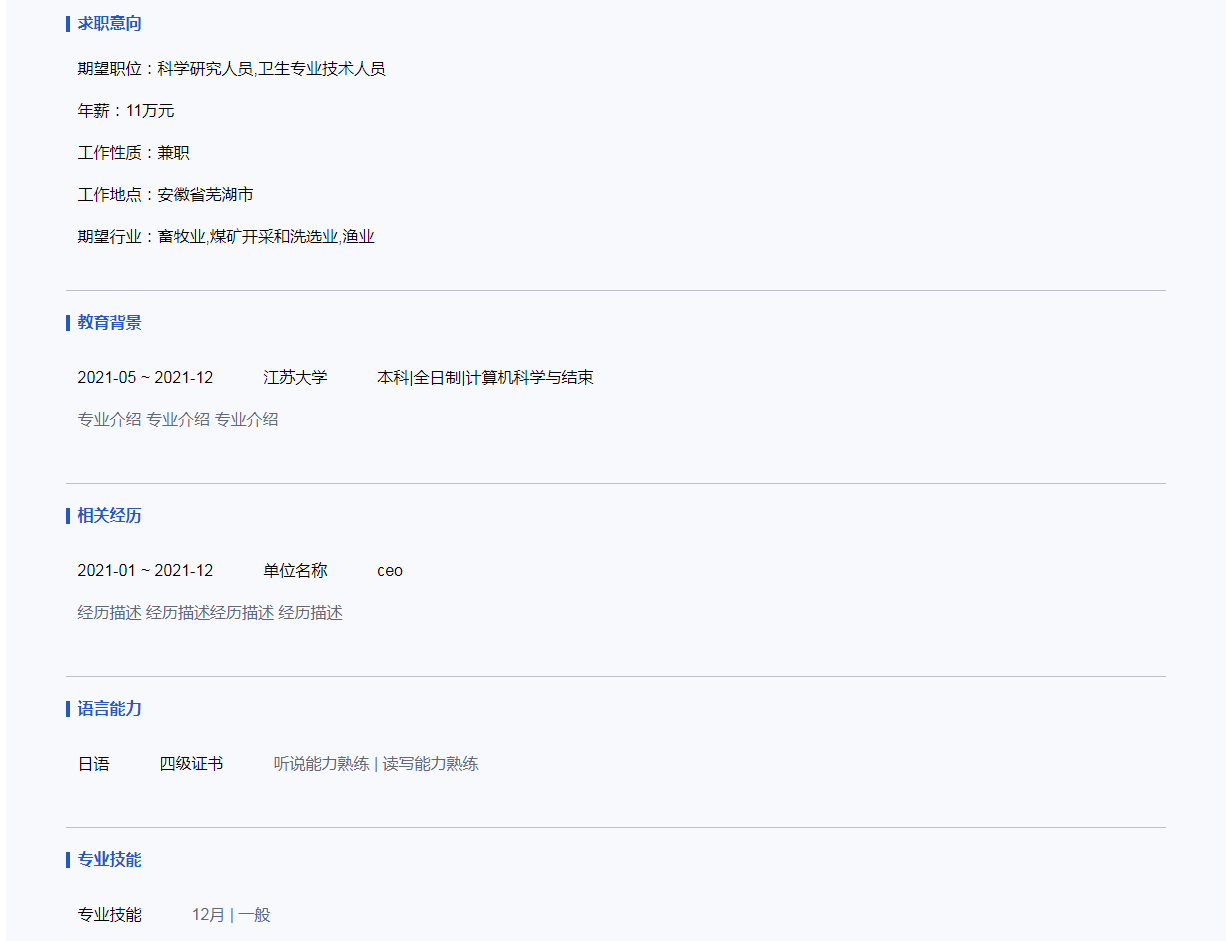 求职意向
期望职位：科学研究人员,卫生专业技术人员
年薪：11万元
工作性质：兼职
工作地点：安徽省芜湖市
期望行业：畜牧业,煤矿开采和洗选业,渔业
教育背景
2021-05 ~ 2021-12 江苏大学 本科|全日制|计算机科学与结束
专业介绍 专业介绍 专业介绍
相关经历
2021-01 ~ 2021-12 单位名称 ceo
经历描述 经历描述经历描述 经历描述
语言能力
日语 四级证书 听说能力熟练 | 读写能力熟练
专业技能
专业技能 12月 | 一般